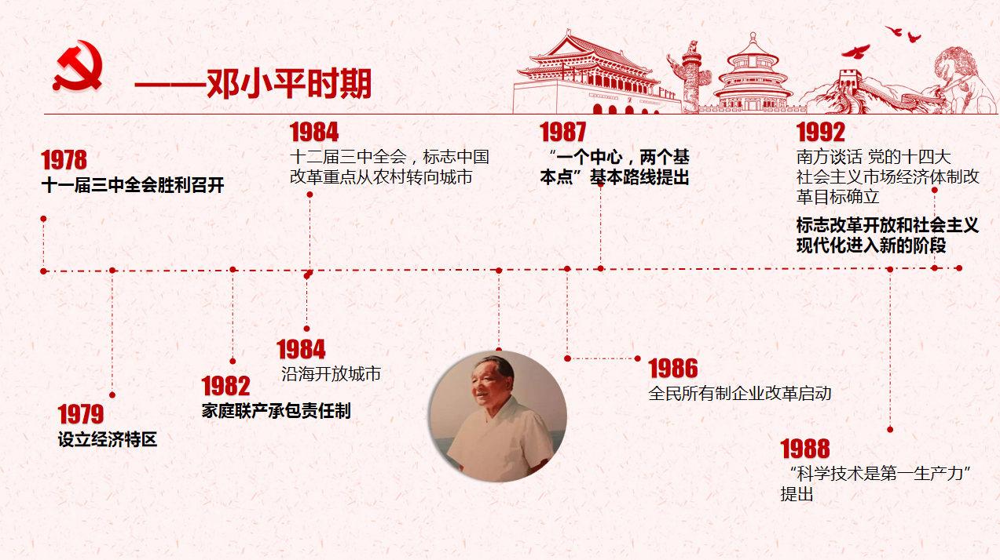 ——邓小平时期
1978
十一届三中全会胜利召开
1984
十二届三中全会，标志中国
改革重点从农村转向城市
1987
“一个中心，两个基
本点”基本路线提出
1992
南方谈话 党的十四大
社会主义市场经济体制改
革目标确立
标志改革开放和社会主义
现代化进入新的阶段
1979
设立经济特区
1982
家庭联产承包责任制
1984
沿海开放城市
1986
全民所有制企业改革启动
1988
“科学技术是第一生产力”
提出